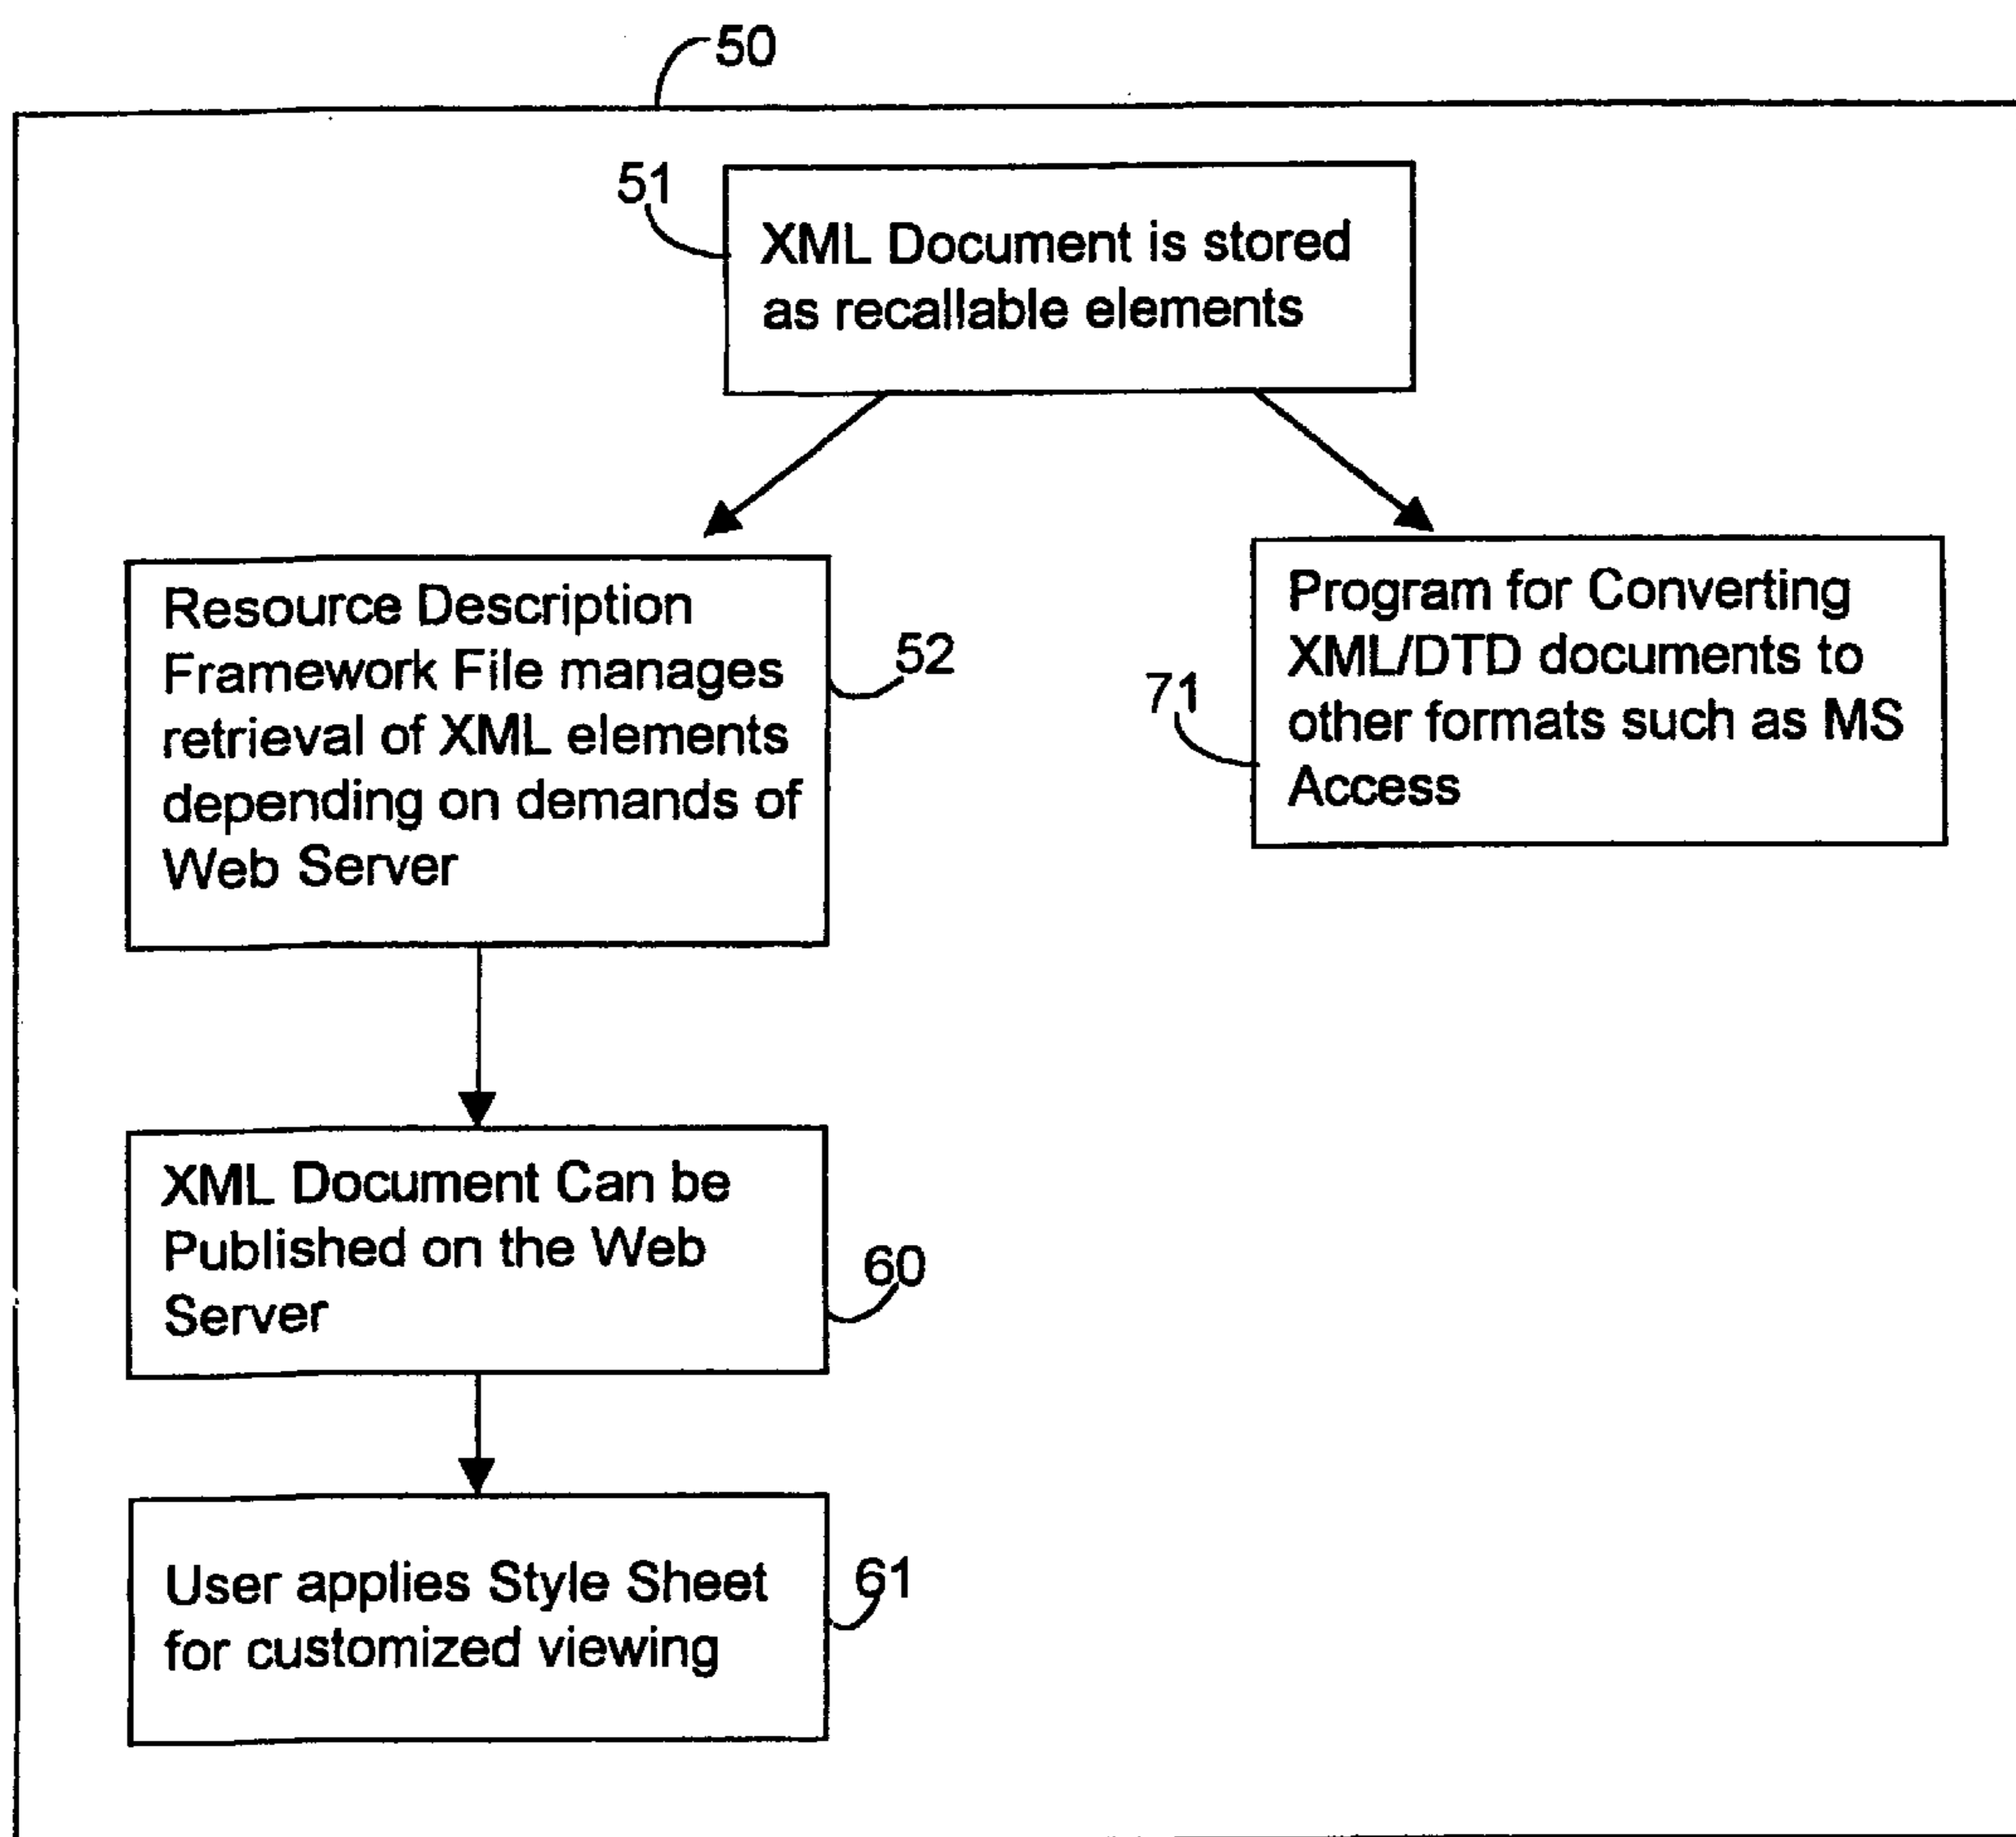 50
51
XML Document is stored
as recallable elements
Resource Description
Framework File manages
retrieval of XML elements
depending on demands of
Web Server
52
Program for Converting
XML/DTD documents to
other formats such as MS
Access
71
XML Document Can be
Published on the Web
Server
60
User applies Style Sheet
for customized viewing
61